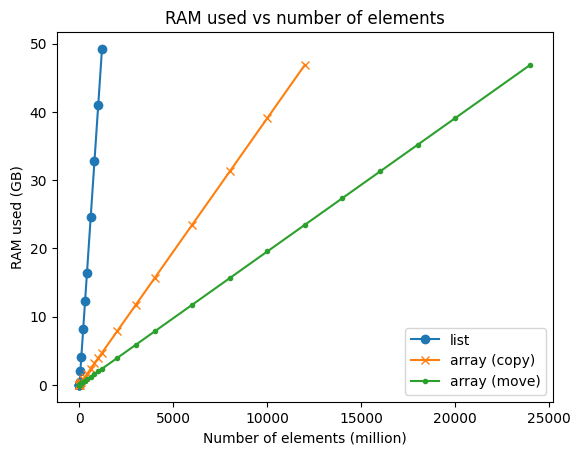 RAM used vs number of elements
RAM used (GB)
50
40
30
20
10
0
0 5000 10000 15000 20000 25000
Number of elements (million)
list
array (copy)
array (move)